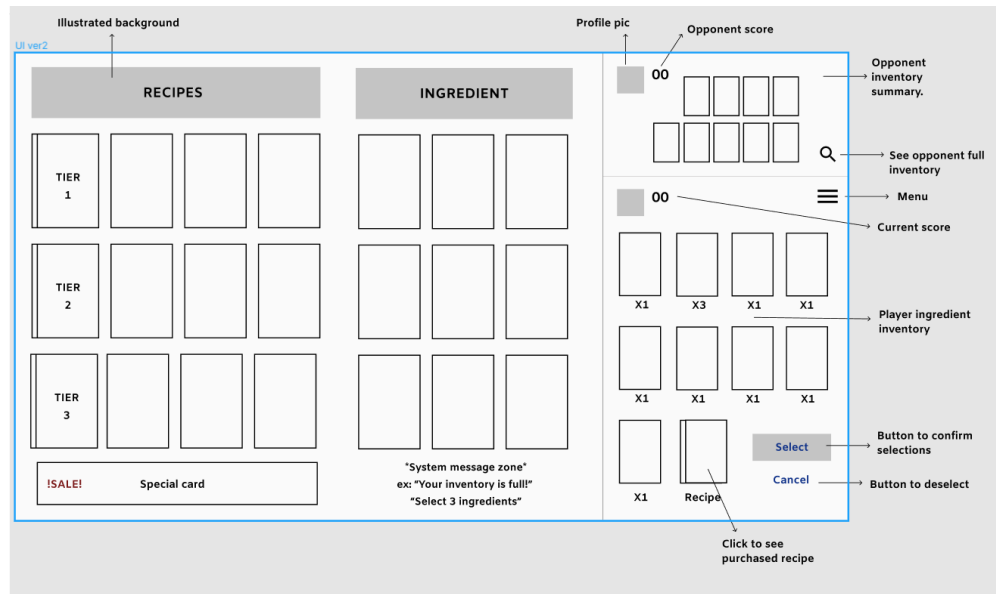 Illustrated background
Profile pic
Opponent score
UI ver2
RECIPES
INGREDIENT
00
Opponent
inventory
summary.
TIER
1
See opponent full
inventory
00
Menu
Current score
TIER
2
X1
X3
X1
X1
Player ingredient
inventory
TIER
3
X1
X1
X1
X1
Select
Button to confirm
selections
!SALE!
Special card
*System message zone*
ex: "Your inventory is full!"
"Select 3 ingredients"
Cancel
Button to deselect
X1
Recipe
Click to see
purchased recipe